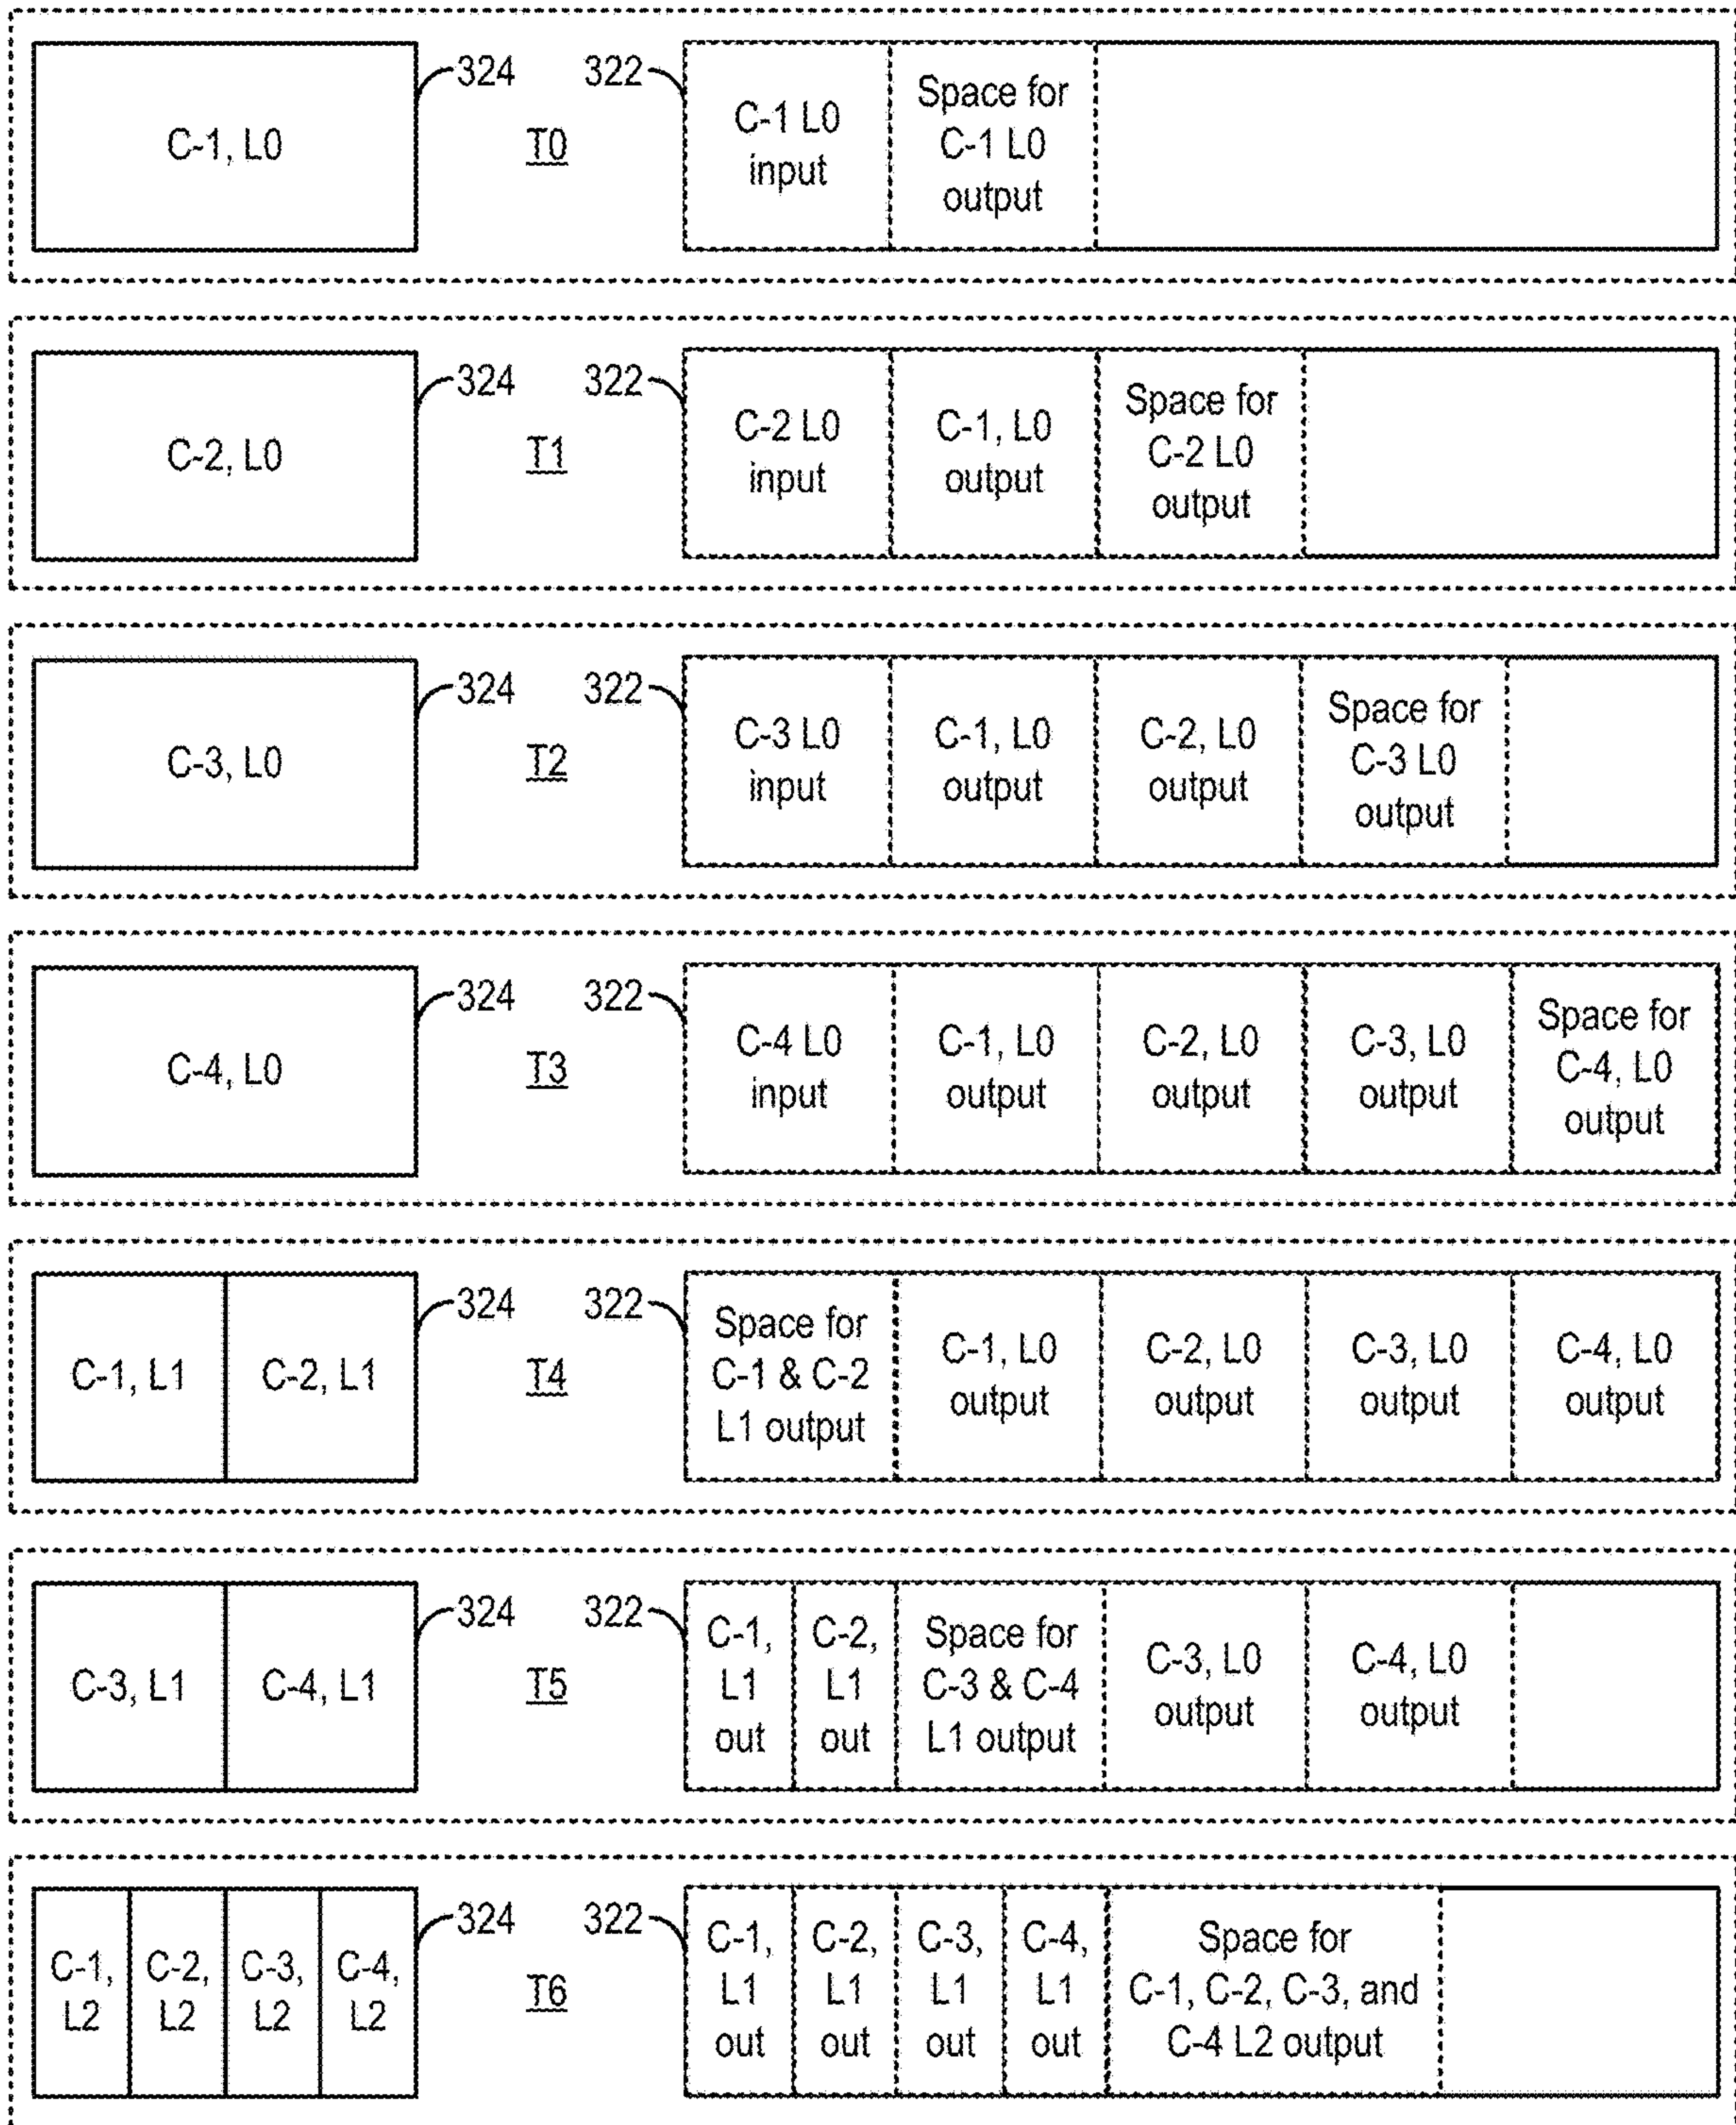 C-1, L0
324
T0
322
C-1 L0
input
Space for
C-1 L0
output
C-2, L0
324
T1
322
C-2 L0
input
C-1, L0
output
Space for
C-2 L0
output
C-3, L0
324
T2
322
C-3 L0
input
C-1, L0
output
C-2, L0
output
Space for
C-3 L0
output
C-4, L0
324
T3
322
C-4 L0
input
C-1, L0
output
C-2, L0
output
C-3, L0
output
Space for
C-4, L0
output
C-1, L1
C-2, L1
324
T4
322
Space for
C-1 & C-2
L1 output
C-1, L0
output
C-2, L0
output
C-3, L0
output
C-4, L0
output
C-3, L1
C-4, L1
324
T5
322
C-1,
L1
out
C-2,
L1
out
Space for
C-3 & C-4
L1 output
C-3, L0
output
C-4, L0
output
C-1,
L2
C-2,
L2
C-3,
L2
C-4,
L2
324
T6
322
C-1,
L1
out
C-2,
L1
out
C-3,
L1
out
C-4,
L1
out
Space for
C-1, C-2, C-3, and
C-4 L2 output